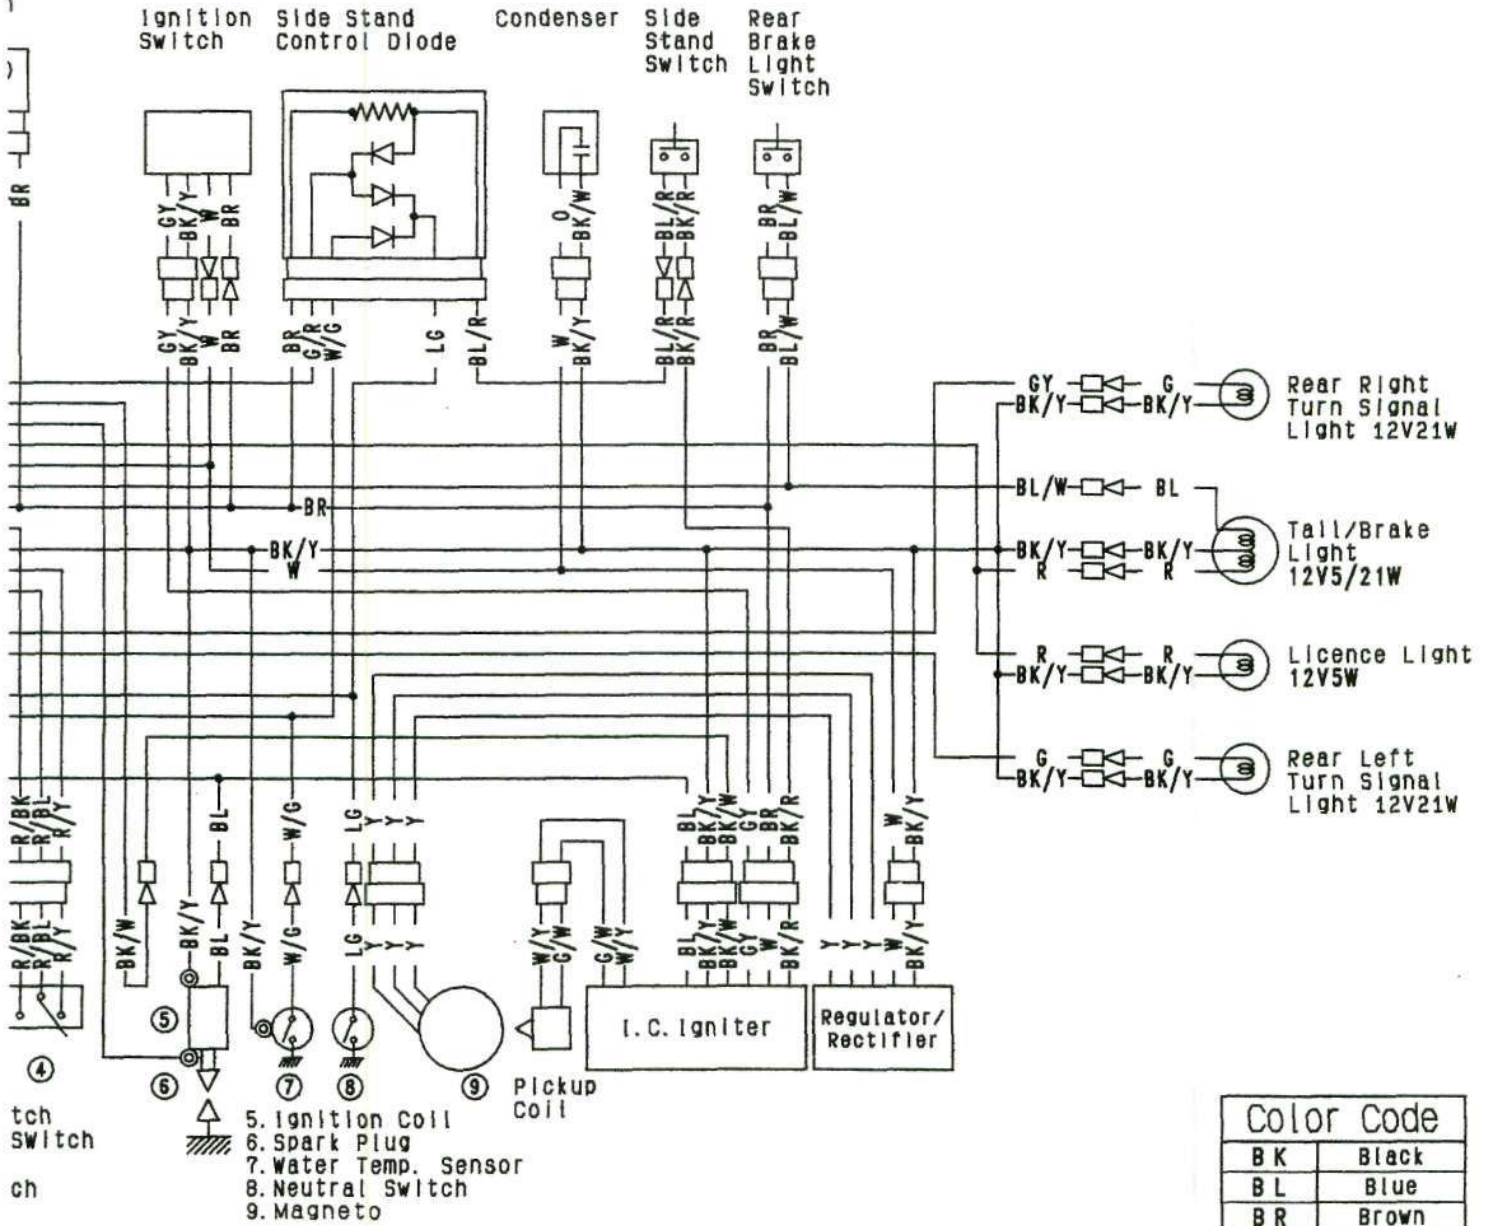 Ignition
Switch
Side Stand
Control Diode
Condenser
Side
Stand
Switch
Rear
Brake
Light
Switch
BR
GY
BK/Y
W
BR
O
BK/W
BL/R
BK/R
BR
BL/W
GY
BK/Y
W
BR
BR
G/R
W/G
LG
BL/R
W
BK/Y
BL/R
BK/R
BR
BL/W
GY
G
BK/Y
BK/Y
Rear Right
Turn Signal
Light 12V21W
BL/W
BL
BR
BK/Y
W
BK/Y
BK/Y
R
R
Tail/Brake
Light
12V5/21W
R
R
BK/Y
BK/Y
Licence Light
12V5W
G
G
BK/Y
BK/Y
Rear Left
Turn Signal
Light 12V21W
R/BK
R/BL
R/Y
BL
W/G
LG
Y
Y
Y
BL
BK/Y
BK/W
GY
BR
BK/R
W
BK/Y
R/BK
R/BL
R/Y
BK/W
BK/Y
BL
BK/Y
W/G
LG
Y
Y
Y
W/Y
G/W
G/W
W/Y
BL
BK/Y
BK/W
GY
W
BK/R
Y
Y
Y
W
BK/Y
5
I.C.Igniter
Regulator/
Rectifier
4
6
7
8
9
Pickup
Coil
tch
Switch
ch
5.Ignition Coil
6.Spark Plug
7.Water Temp. Sensor
8.Neutral Switch
9.Magneto
Color Code
BK Black
BL Blue
BR Brown